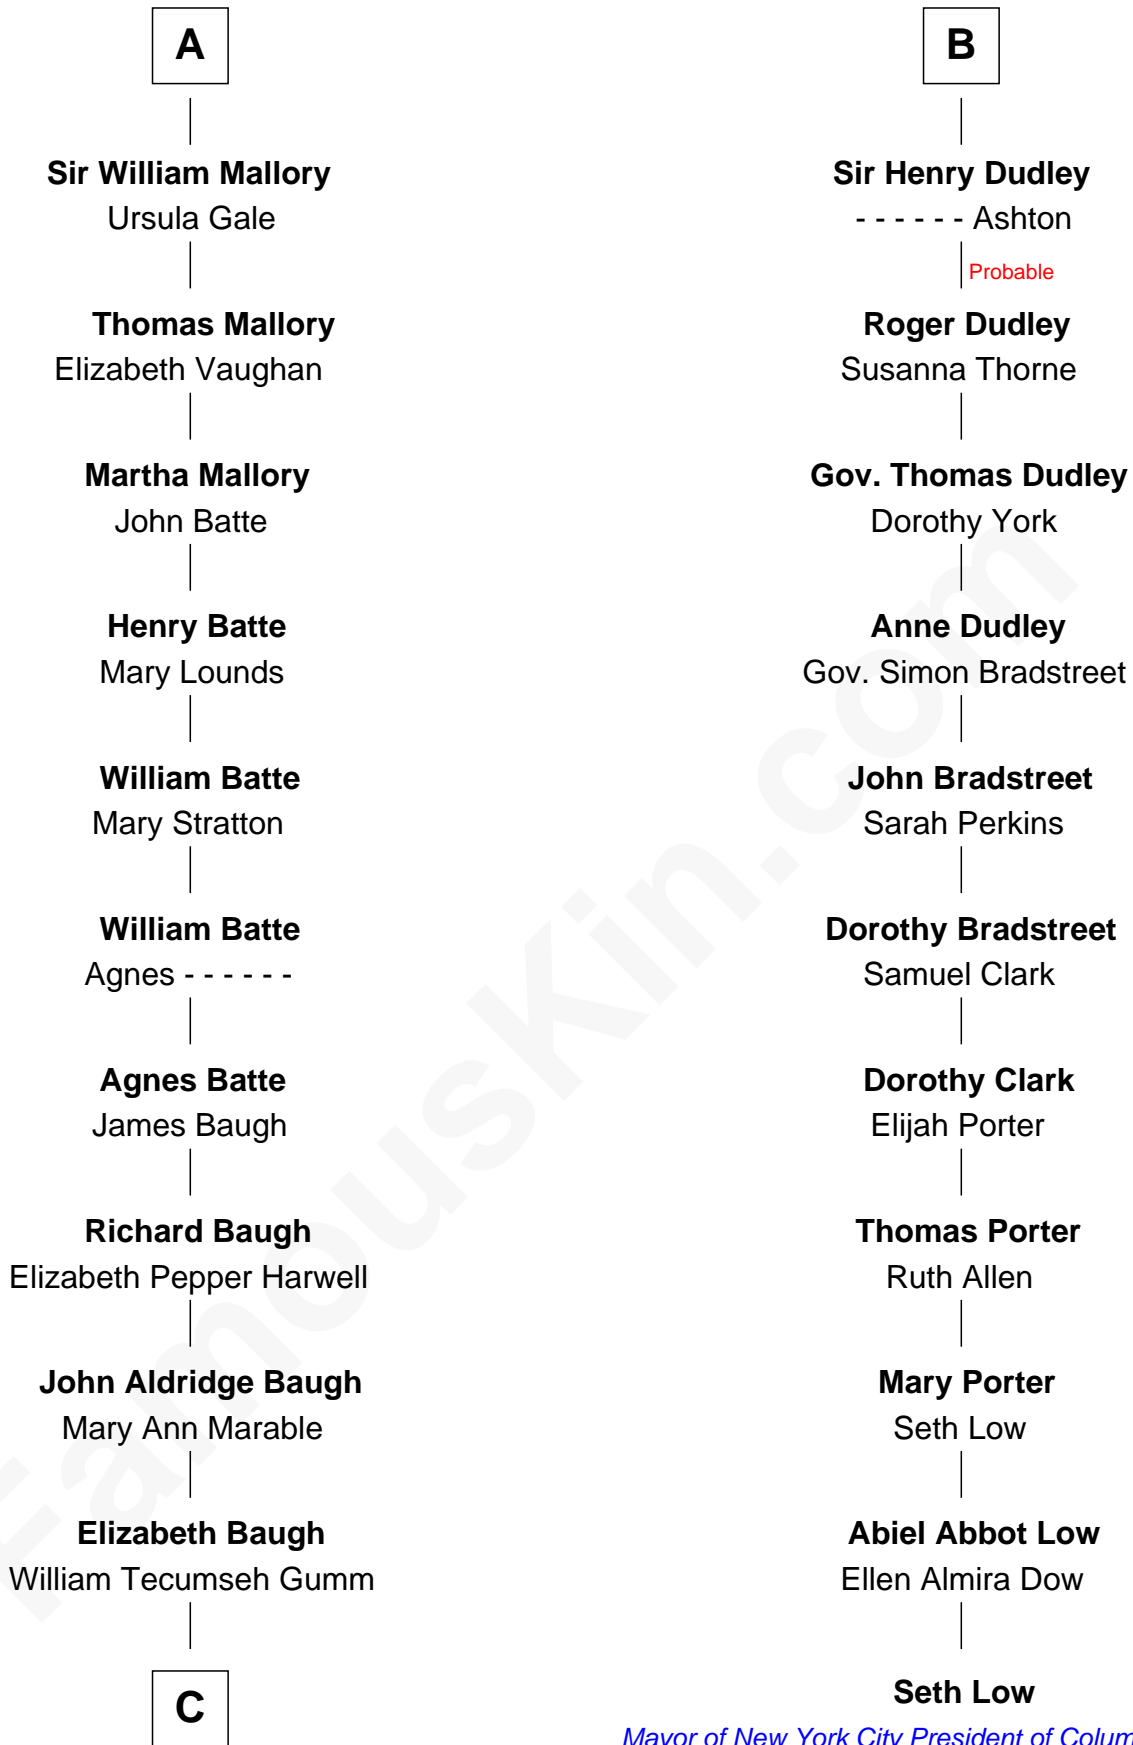 A
Sir William Mallory
Ursula Gale
Thomas Mallory
Elizabeth Vaughan
Martha Mallory
John Batte
Henry Batte
Mary Lounds
William Batte
Mary Stratton
William Batte
Agnes - - - - - -
Agnes Batte
James Baugh
Richard Baugh
Elizabeth Pepper Harwell
John Aldridge Baugh
Mary Ann Marable
Elizabeth Baugh
William Tecumseh Gumm
C
B
Sir Henry Dudley
- - - - - - Ashton
Probable
Roger Dudley
Susanna Thorne
Gov. Thomas Dudley
Dorothy York
Anne Dudley
Gov. Simon Bradstreet
John Bradstreet
Sarah Perkins
Dorothy Bradstreet
Samuel Clark
Dorothy Clark
Elijah Porter
Thomas Porter
Ruth Allen
Mary Porter
Seth Low
Abiel Abbot Low
Ellen Almira Dow
Seth Low
Mayor of New York City President of Colum
FamousKin.com